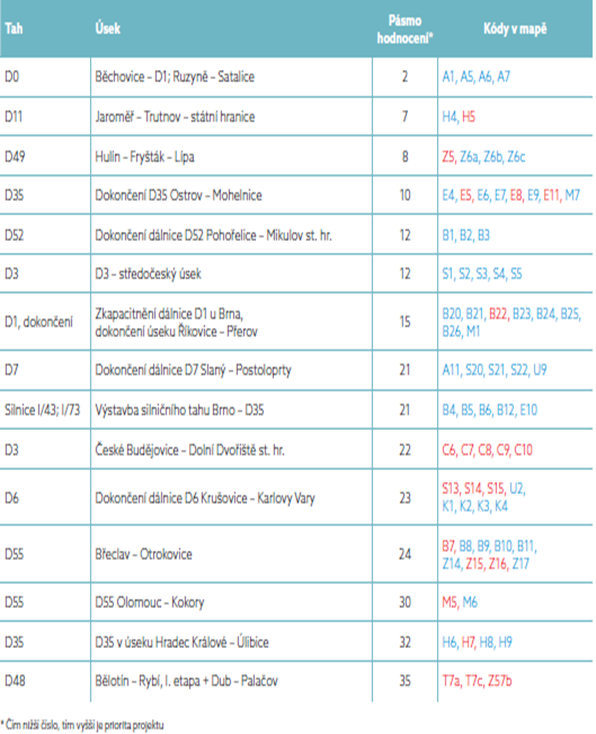 Tah Úsek Pásmo hodnocení* Kódy v mapě
D0 Běchovice – D1; Ruzyně – Satalice 2 A1, A5, A6, A7
D11 Jaroměř – Trutnov – státní hranice 7 H4, H5
D49 Hulín – Fryšták – Lípa 8 Z5, Z6a, Z6b, Z6c
D35 Dokončení D35 Ostrov – Mohelnice 10 E4, E5, E6, E7, E8, E9, E11, M7
D52 Dokončení dálnice D52 Pohořelice – Mikulov st. hr. 12 B1, B2, B3
D3 D3 – středočeský úsek 12 S1, S2, S3, S4, S5
D1, dokončení Zkapacitnění dálnice D1 u Brna, 15 B20, B21, B22, B23, B24, B25,
dokončení úseku Říkovice – Přerov B26, M1
D7 Dokončení dálnice D7 Slaný – Postoloprty 21 A11, S20, S21, S22, U9
Silnice I/43; I/73 Výstavba silničního tahu Brno – D35 21 B4, B5, B6, B12, E10
D3 České Budějovice – Dolní Dvořiště st. hr. 22 C6, C7, C8, C9, C10
D6 Dokončení dálnice D6 Krušovice – Karlovy Vary 23 S13, S14, S15, U2,
K1, K2, K3, K4
D55 Břeclav – Otrokovice 24 B7, B8, B9, B10, B11,
Z14, Z15, Z16, Z17
D55 D55 Olomouc – Kokory 30 M5, M6
D35 D35 v úseku Hradec Králové – Úlibice 32 H6, H7, H8, H9
D48 Bělotín – Rybí, I. etapa + Dub – Palačov 35 T7a, T7c, Z57b
* Čím nižší číslo, tím vyšší je priorita projektu